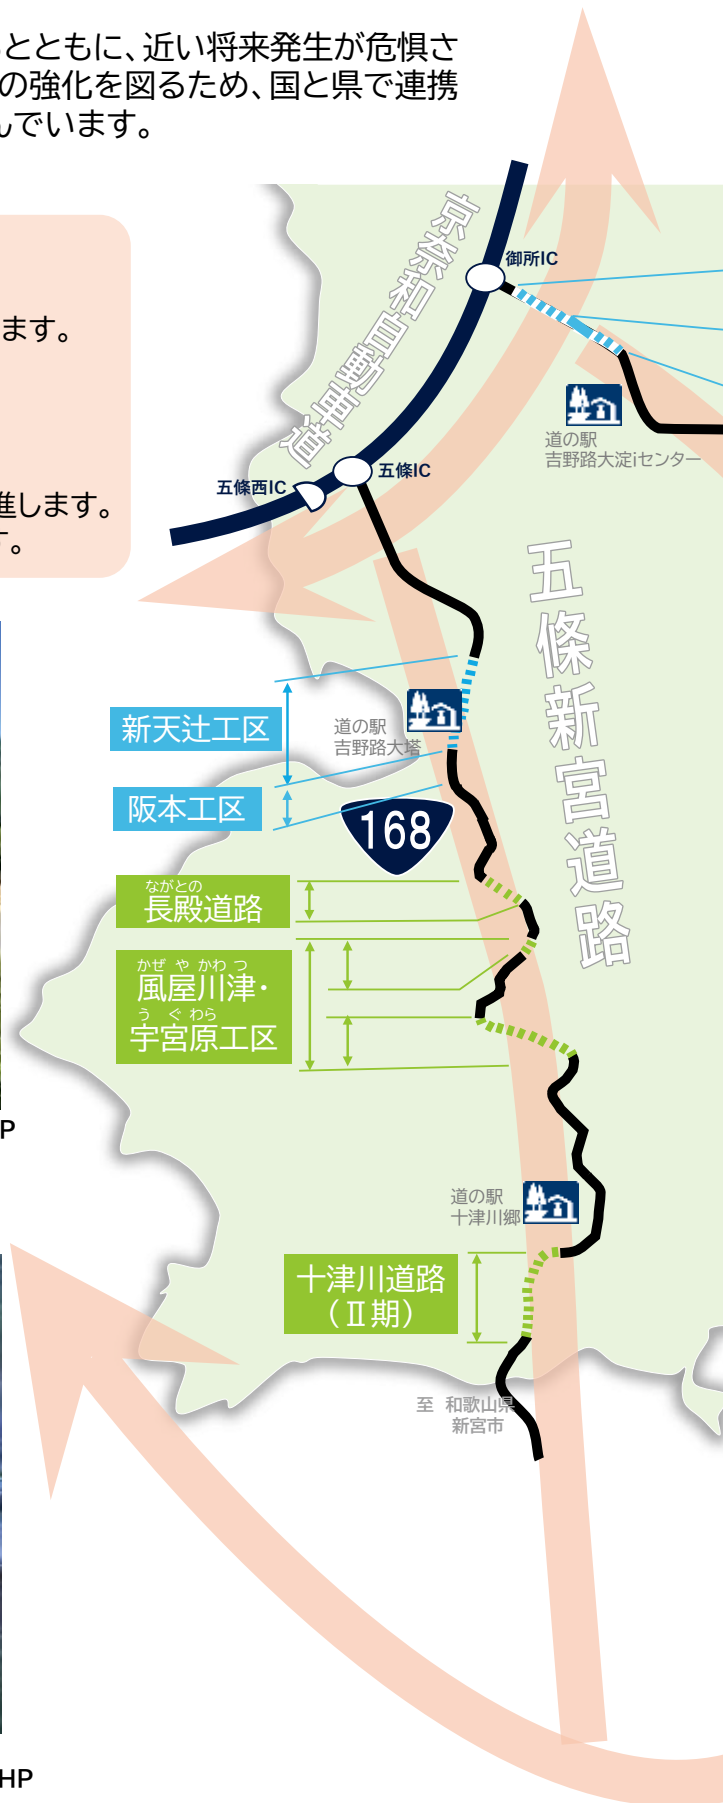 とともに、近い将来発生が危惧さ
の強化を図るため、国と県で連携
んでいます。
ます。
進します。
す。
京奈和自動車道
御所IC
道の駅
吉野路大淀iセンター
五條西IC
五條IC
五條新宮道路
新天辻工区
道の駅
吉野路大塔
阪本工区
168
ながとの
長殿道路
かぜ や かわ つ
風屋川津・
う ぐ わら
宇宮原工区
P
道の駅
十津川郷
十津川道路
（Ⅱ期）
至 和歌山県
新宮市
HP